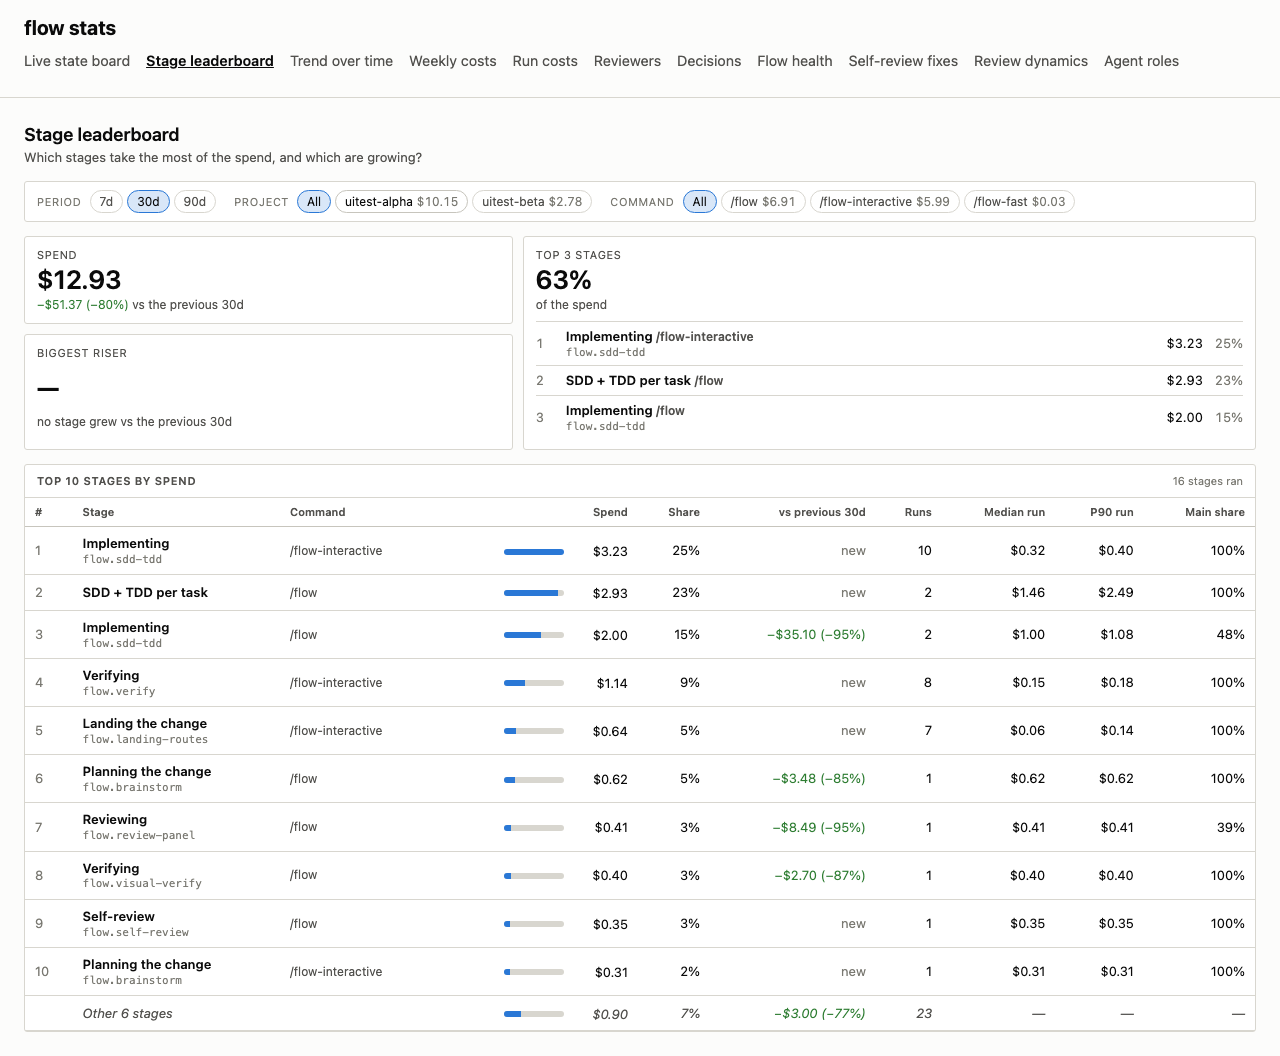 flow stats
Live state board Stage leaderboard Trend over time Weekly costs Run costs Reviewers Decisions Flow health Self-review fixes Review dynamics Agent roles
Stage leaderboard
Which stages take the most of the spend, and which are growing?
PERIOD 7d 30d 90d PROJECT All uitest-alpha $10.15 uitest-beta $2.78 COMMAND All /flow $6.91 /flow-interactive $5.99 /flow-fast $0.03
SPEND
$12.93
−$51.37 (−80%) vs the previous 30d
BIGGEST RISER
—
no stage grew vs the previous 30d
TOP 3 STAGES
63%
of the spend
1 Implementing /flow-interactive $3.23 25%
flow.sdd-tdd
2 SDD + TDD per task /flow $2.93 23%
3 Implementing /flow $2.00 15%
flow.sdd-tdd
TOP 10 STAGES BY SPEND 16 stages ran
# Stage Command Spend Share vs previous 30d Runs Median run P90 run Main share
1 Implementing /flow-interactive $3.23 25% new 10 $0.32 $0.40 100%
flow.sdd-tdd
2 SDD + TDD per task /flow $2.93 23% new 2 $1.46 $2.49 100%
3 Implementing /flow $2.00 15% −$35.10 (−95%) 2 $1.00 $1.08 48%
flow.sdd-tdd
4 Verifying /flow-interactive $1.14 9% new 8 $0.15 $0.18 100%
flow.verify
5 Landing the change /flow-interactive $0.64 5% new 7 $0.06 $0.14 100%
flow.landing-routes
6 Planning the change /flow $0.62 5% −$3.48 (−85%) 1 $0.62 $0.62 100%
flow.brainstorm
7 Reviewing /flow $0.41 3% −$8.49 (−95%) 1 $0.41 $0.41 39%
flow.review-panel
8 Verifying /flow $0.40 3% −$2.70 (−87%) 1 $0.40 $0.40 100%
flow.visual-verify
9 Self-review /flow $0.35 3% new 1 $0.35 $0.35 100%
flow.self-review
10 Planning the change /flow-interactive $0.31 2% new 1 $0.31 $0.31 100%
flow.brainstorm
Other 6 stages $0.90 7% −$3.00 (−77%) 23 — — —